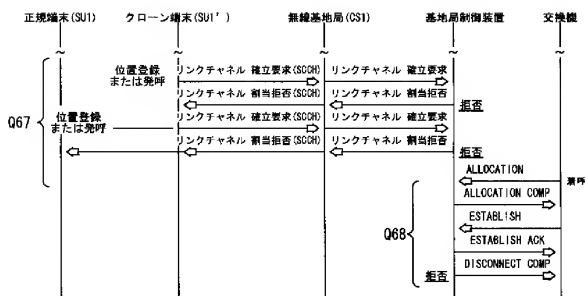 正規端末(SU1) クローン端末(SU1') 無線基地局(CS1) 基地局制御装置 交換機
位置登録
または発呼
リンクチャネル 確立要求(SCCH) リンクチャネル 確立要求
リンクチャネル 割当拒否(SCCH) リンクチャネル 割当拒否
拒否
Q67
位置登録
または発呼
リンクチャネル 確立要求(SCCH) リンクチャネル 確立要求
リンクチャネル 割当拒否(SCCH) リンクチャネル 割当拒否
拒否
ALLOCATION
着呼
ALLOCATION COMP
ESTABLISH
Q68
ESTABLISH ACK
DISCONNECT COMP
拒否